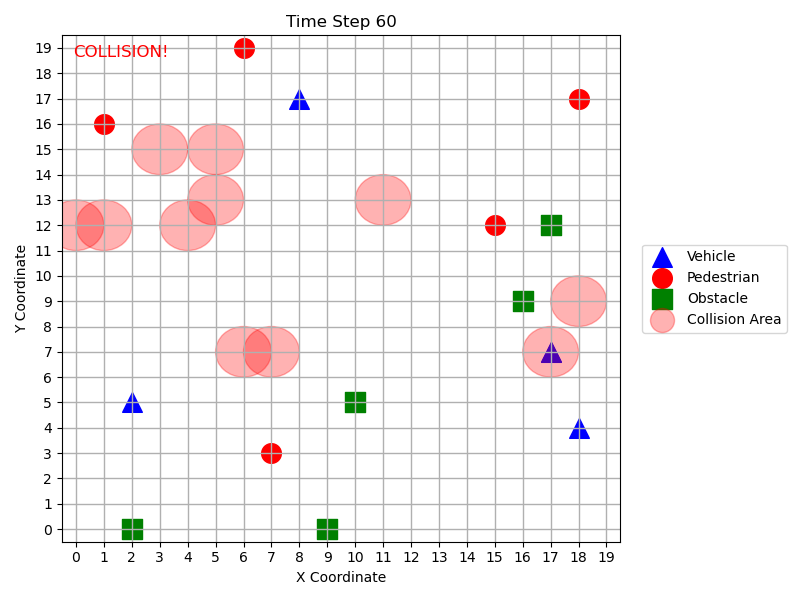 Time Step 60
COLLISION!
19
18
17
16
15
14
13
12
11
10
9
8
7
6
5
4
3
2
1
0
Y Coordinate
0 1 2 3 4 5 6 7 8 9 10 11 12 13 14 15 16 17 18 19
X Coordinate
Vehicle
Pedestrian
Obstacle
Collision Area